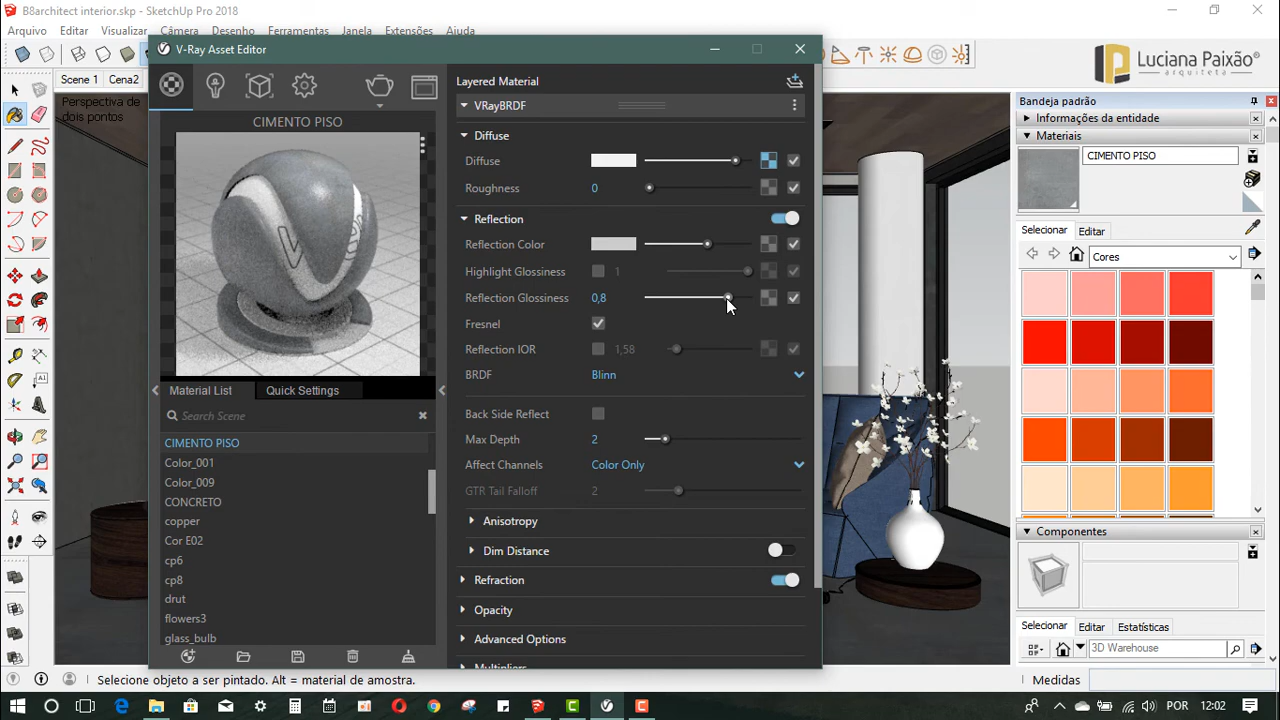 B8architect interior.skp - SketchUp Pro 2018
Arquivo Editar Visualizar Câmera Desenho Ferramentas Janela Extensões Ajuda
V-Ray Asset Editor
Luciana Paixão
arquiteta
Scene 1 Cena2
Perspectiva de
dois pontos
CIMENTO PISO
Material List Quick Settings
Search Scene
CIMENTO PISO
Color_001
Color_009
CONCRETO
copper
Cor E02
cp6
cp8
drut
flowers3
glass_bulb
Layered Material
VRayBRDF
Diffuse
Diffuse
Roughness 0
Reflection
Reflection Color
Highlight Glossiness 1
Reflection Glossiness 0,8
Fresnel
Reflection IOR 1,58
BRDF Blinn
Back Side Reflect
Max Depth 2
Affect Channels Color Only
GTR Tail Falloff 2
Anisotropy
Dim Distance
Refraction
Opacity
Advanced Options
Multipliers
Bandeja padrão
Informações da entidade
Materiais
CIMENTO PISO
Selecionar Editar
Cores
Componentes
Selecionar Editar Estatísticas
3D Warehouse
Selecione objeto a ser pintado. Alt = material de amostra.
Medidas
POR 12:02